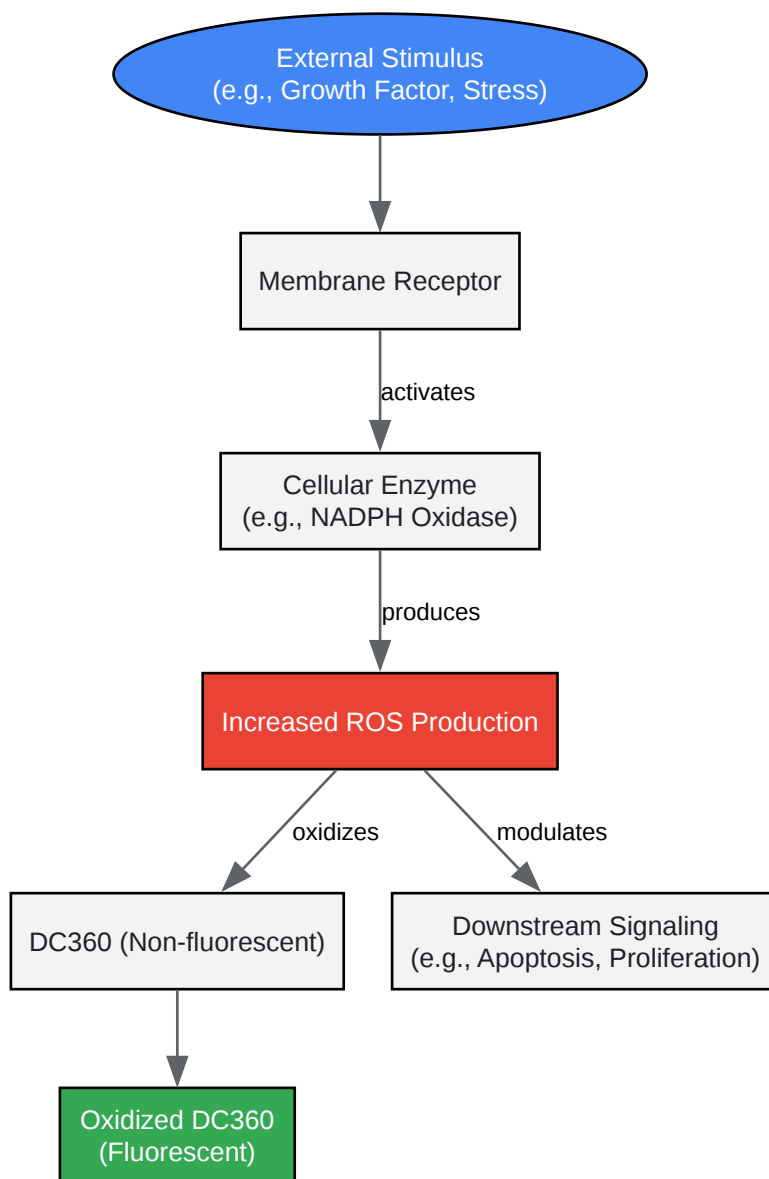 External Stimulus
(e.g., Growth Factor, Stress)
Membrane Receptor
activates
Cellular Enzyme
(e.g., NADPH Oxidase)
produces
Increased ROS Production
oxidizes
modulates
DC360 (Non-fluorescent)
Downstream Signaling
(e.g., Apoptosis, Proliferation)
Oxidized DC360
(Fluorescent)